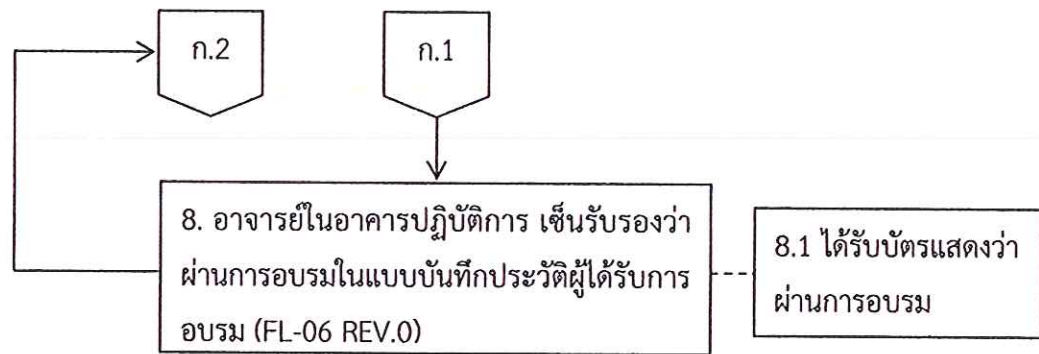 ก.2
ก.1
8. อาจารย์ในอาคารปฏิบัติการ เซ็นรับรองว่า
ผ่านการอบรมในแบบบันทึกประวัติผู้ได้รับการ
อบรม (FL-06 REV.0)
8.1 ได้รับบัตรแสดงว่า
ผ่านการอบรม